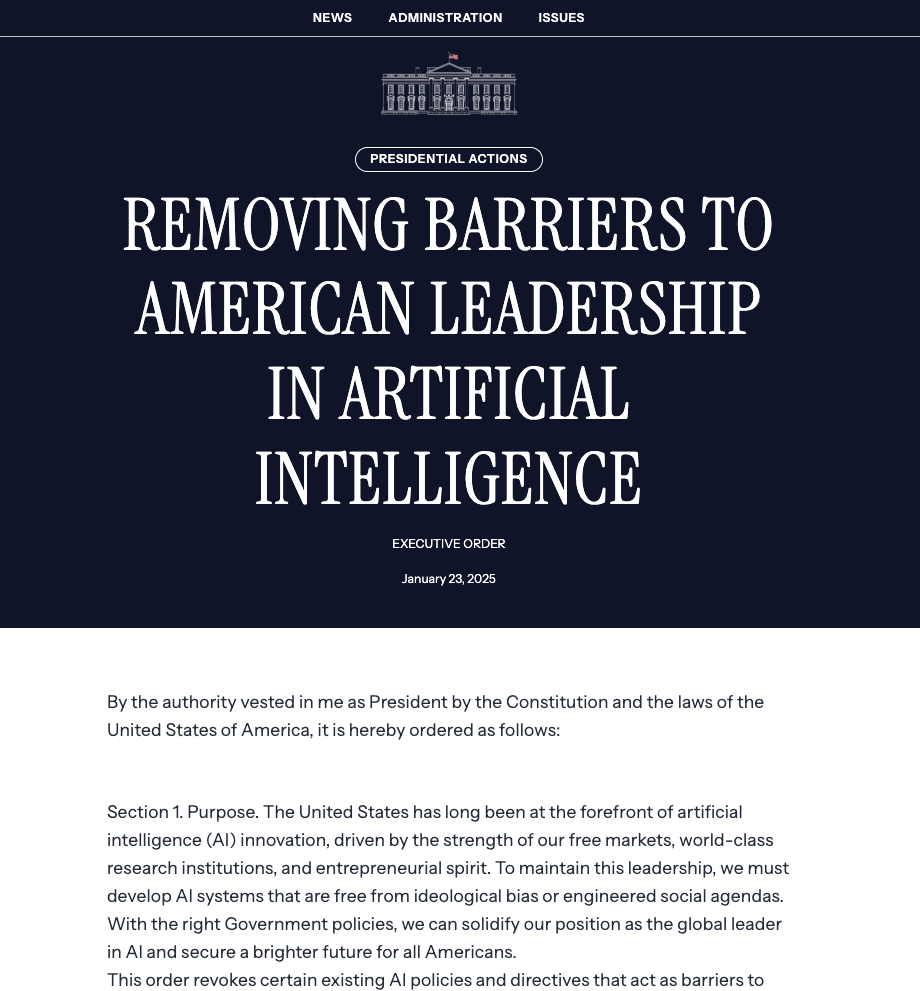 NEWS ADMINISTRATION ISSUES
PRESIDENTIAL ACTIONS
REMOVING BARRIERS TO
AMERICAN LEADERSHIP
IN ARTIFICIAL
INTELLIGENCE
EXECUTIVE ORDER
January 23, 2025
By the authority vested in me as President by the Constitution and the laws of the
United States of America, it is hereby ordered as follows:
Section 1. Purpose. The United States has long been at the forefront of artificial
intelligence (AI) innovation, driven by the strength of our free markets, world-class
research institutions, and entrepreneurial spirit. To maintain this leadership, we must
develop AI systems that are free from ideological bias or engineered social agendas.
With the right Government policies, we can solidify our position as the global leader
in AI and secure a brighter future for all Americans.
This order revokes certain existing AI policies and directives that act as barriers to